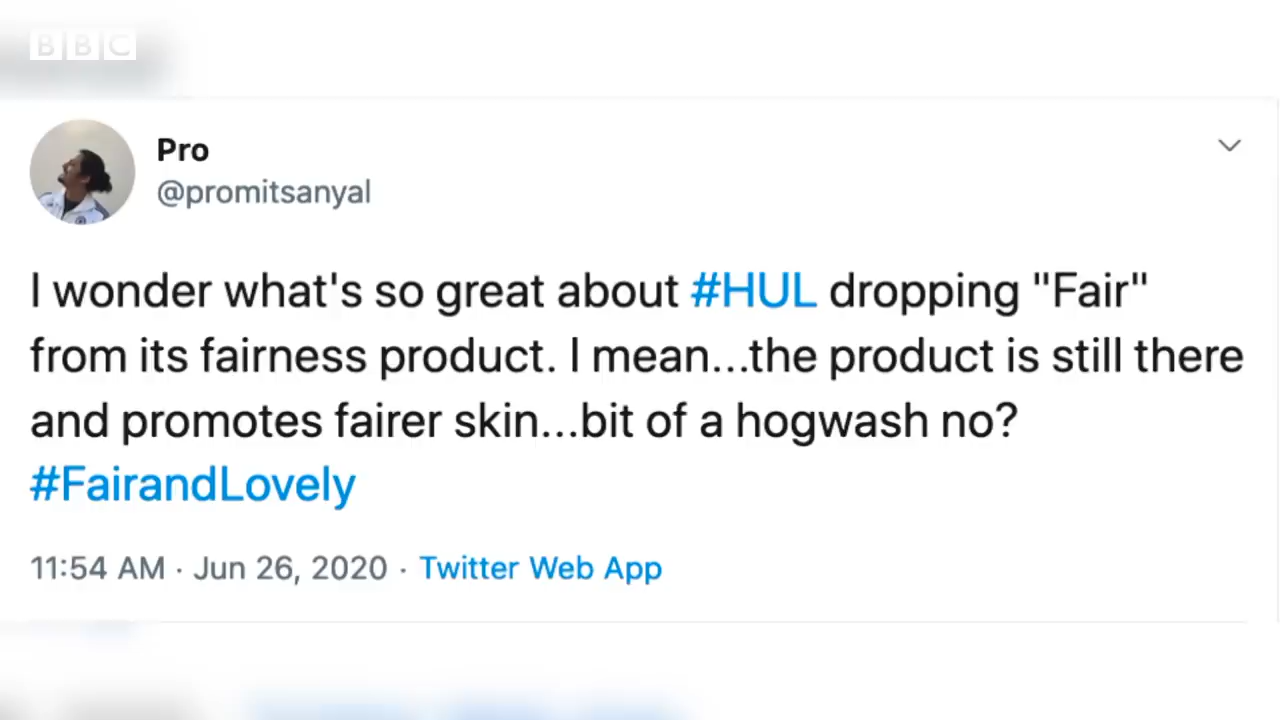 BBC
Pro
@promitsanyal
I wonder what's so great about #HUL dropping "Fair"
from its fairness product. I mean...the product is still there
and promotes fairer skin...bit of a hogwash no?
#FairandLovely
11:54 AM · Jun 26, 2020 · Twitter Web App